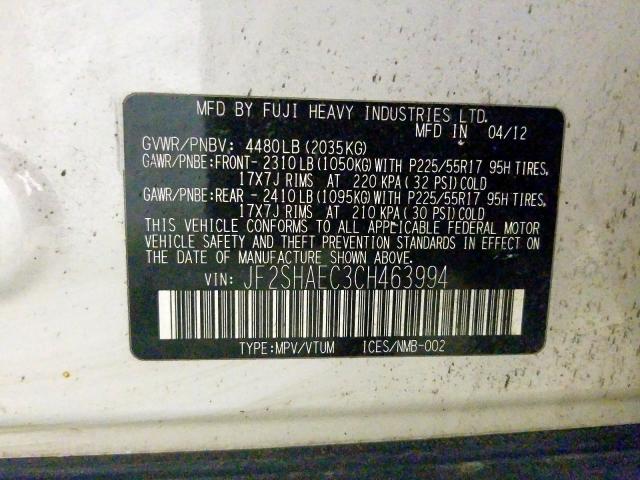 MFD BY FUJI HEAVY INDUSTRIES LTD.
MFD IN 04/12
GVWR/PNBV: 4480LB(2035KG)
GAWR/PNBE:FRONT- 2310LB(1050KG)WITH P225/55R17 95H TIRES,
17X7J RIMS AT 220 KPA(32 PSI)COLD
GAWR/PNBE:REAR - 2410LB(1095KG)WITH P225/55R17 95H TIRES,
17X7J RIMS AT 210 KPA(30 PSI)COLD
THIS VEHICLE CONFORMS TO ALL APPLICABLE FEDERAL MOTOR
VEHICLE SAFETY AND THEFT PREVENTION STANDARDS IN EFFECT ON
THE DATE OF MANUFACTURE SHOWN ABOVE.
VIN: JF2SHAEC3CH463994
TYPE:MPV/VTUM ICES/NMB-002